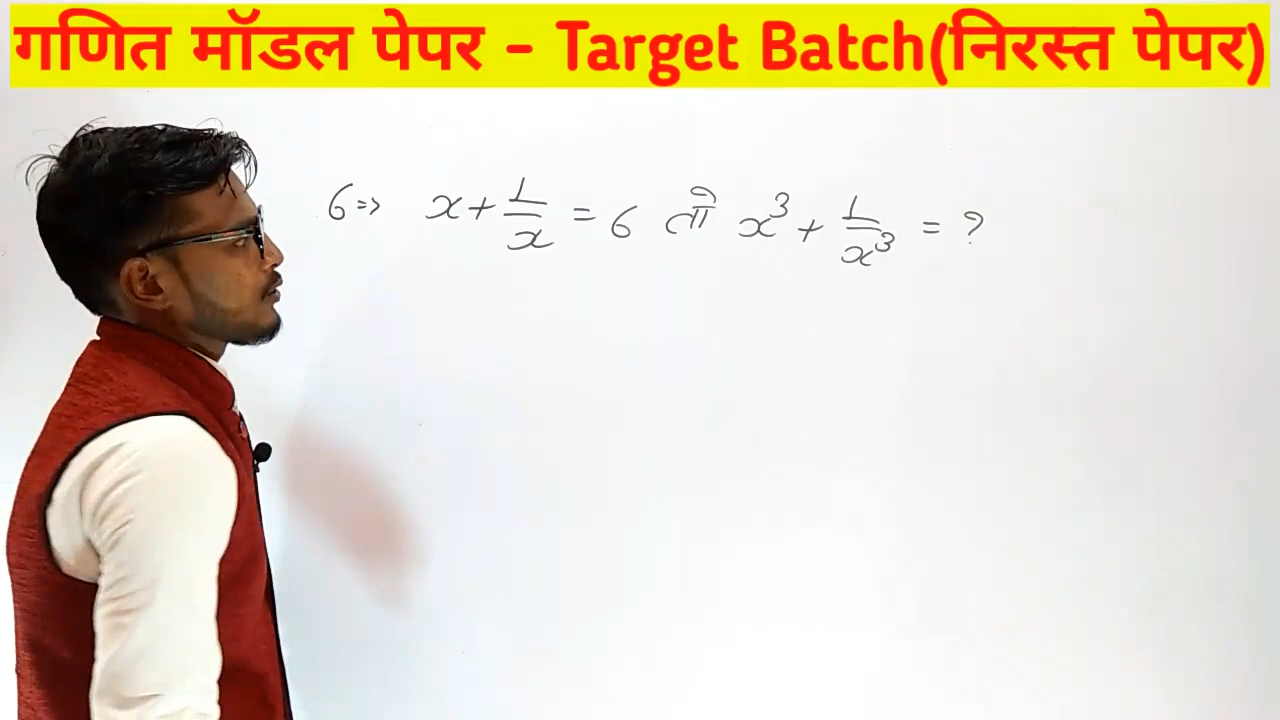 गणित मॉडल पेपर - Target Batch(निरस्त पेपर)
6⇒ x + 1/x = 6 तो x³ + 1/x³ = ?